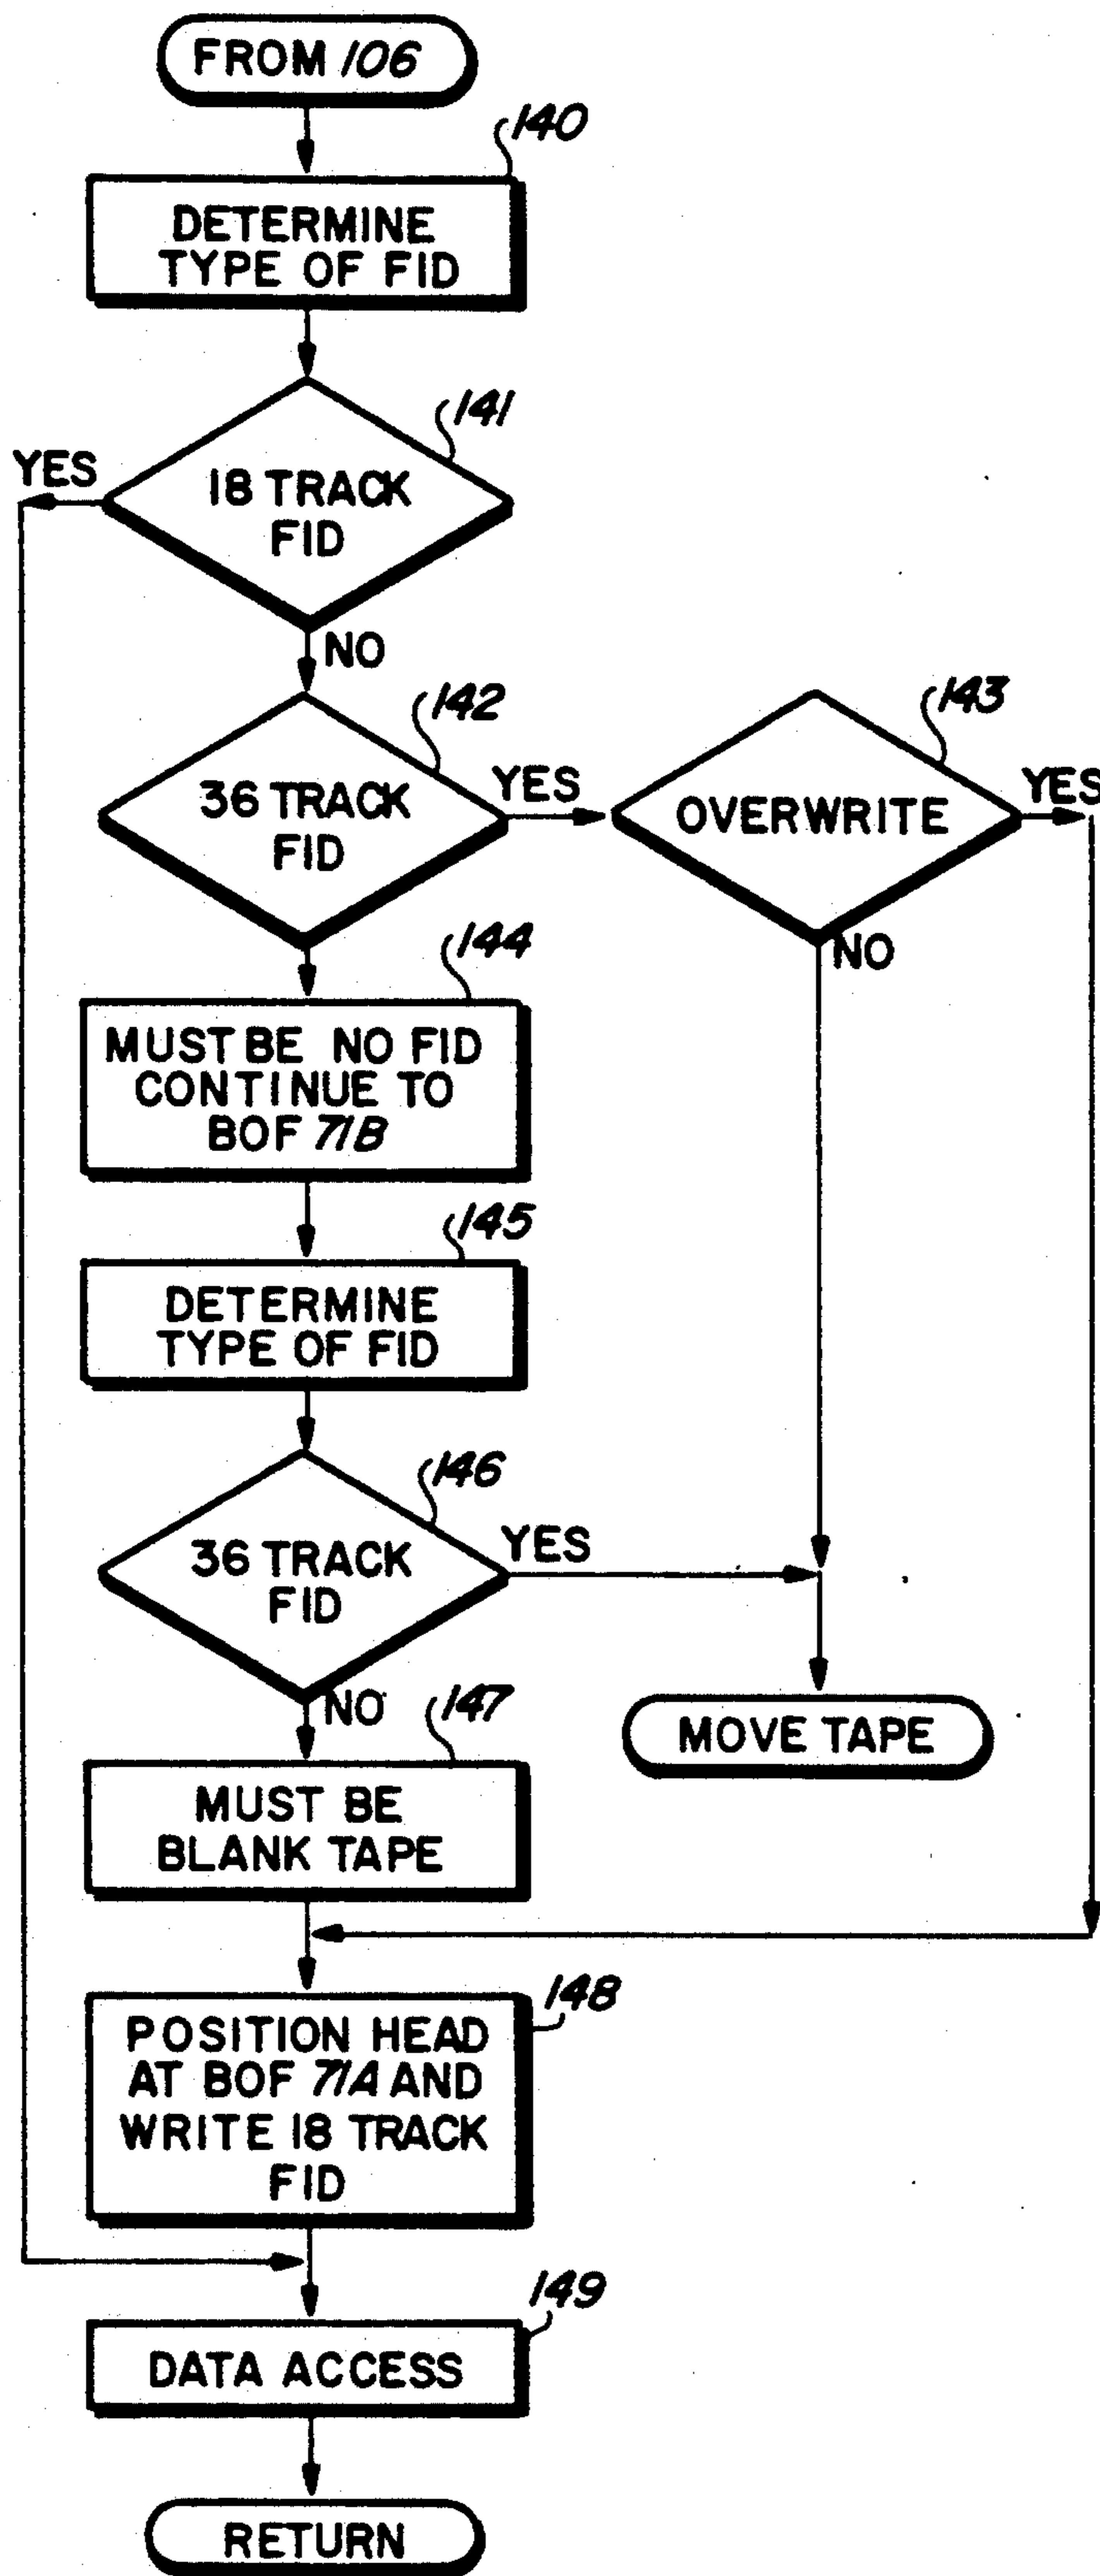 FROM 106
140
DETERMINE
TYPE OF FID
141
YES
18 TRACK
FID
NO
142
36 TRACK
FID
YES
143
OVERWRITE
YES
NO
144
MUST BE NO FID
CONTINUE TO
BOF 71B
145
DETERMINE
TYPE OF FID
146
36 TRACK
FID
YES
NO
147
MUST BE
BLANK TAPE
MOVE TAPE
148
POSITION HEAD
AT BOF 71A AND
WRITE 18 TRACK
FID
149
DATA ACCESS
RETURN